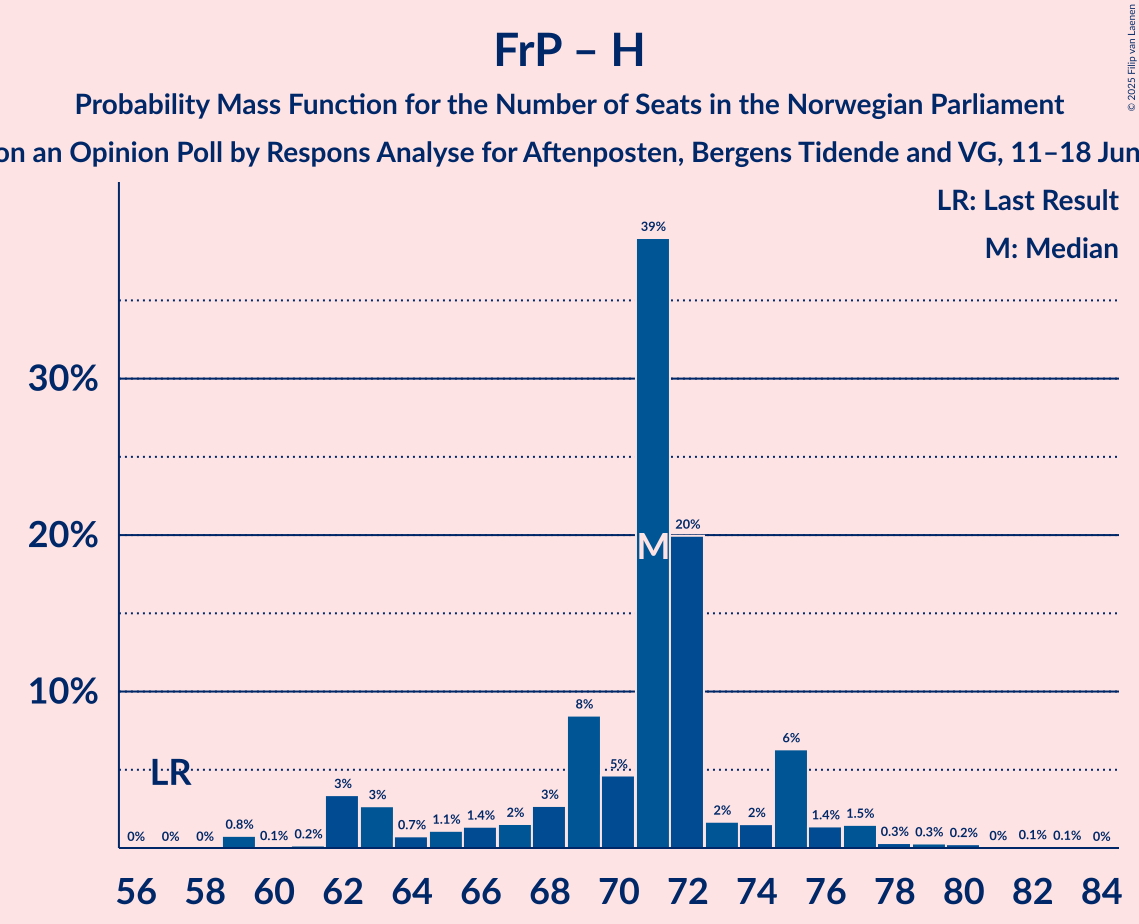 © 2025 Filip van Laenen
FrP – H
Probability Mass Function for the Number of Seats in the Norwegian Parliament
on an Opinion Poll by Respons Analyse for Aftenposten, Bergens Tidende and VG, 11–18 Jun
LR: Last Result
M: Median
39%
30%
20%
20%
M
10%
8%
6%
LR
5%
3%
3%
3%
2%
2%
0% 0% 0% 0.8% 0.1% 0.2% 0.7% 1.1% 1.4% 2% 1.4% 1.5% 0.3% 0.3% 0.2% 0% 0.1% 0.1% 0%
56 58 60 62 64 66 68 70 72 74 76 78 80 82 84